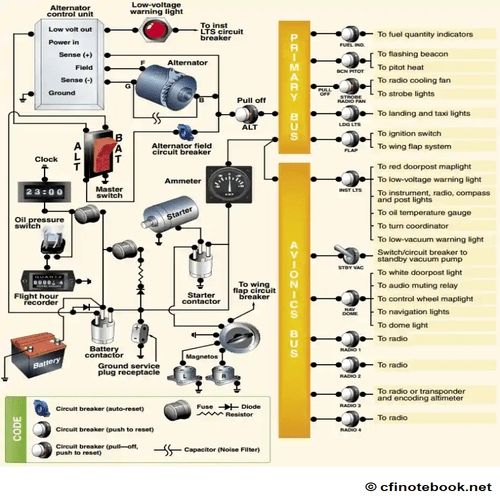 Alternator
control unit
Low-voltage
warning light
Low volt out
Power in
Sense (+)
Field
Sense (-)
Ground
To inst
LTS circuit
breaker
F
Alternator
G
B
Pull off
ALT
Alternator field
circuit breaker
ALT
BAT
Master
switch
Clock
23:00
Oil pressure
switch
Flight hour
recorder
Ammeter
Starter
Starter
contactor
To wing
flap circuit
breaker
Battery
Battery
contactor
Ground service
plug receptacle
Magnetos
L
R
PRIMARY BUS
AVIONICS BUS
FUEL IND.
To fuel quantity indicators
To flashing beacon
BCN PITOT
To pitot heat
To radio cooling fan
PULL
OFF
STROBE
RADIO FAN
To strobe lights
To landing and taxi lights
LDG LTS
To ignition switch
FLAP
To wing flap system
To red doorpost maplight
To low-voltage warning light
INST LTS
To instrument, radio, compass
and post lights
To oil temperature gauge
To turn coordinator
To low-vacuum warning light
Switch/circuit breaker to
standby vacuum pump
STBY VAC
To white doorpost light
To audio muting relay
To control wheel maplight
NAV
DOME
To navigation lights
To dome light
To radio
RADIO 1
To radio
RADIO 2
To radio or transponder
and encoding altimeter
RADIO 3
To radio
RADIO 4
CODE
Circuit breaker (auto-reset)
Circuit breaker (push to reset)
Circuit breaker (pull—off,
push to reset)
Fuse
Diode
Resistor
Capacitor (Noise Filter)
© cfinotebook.net